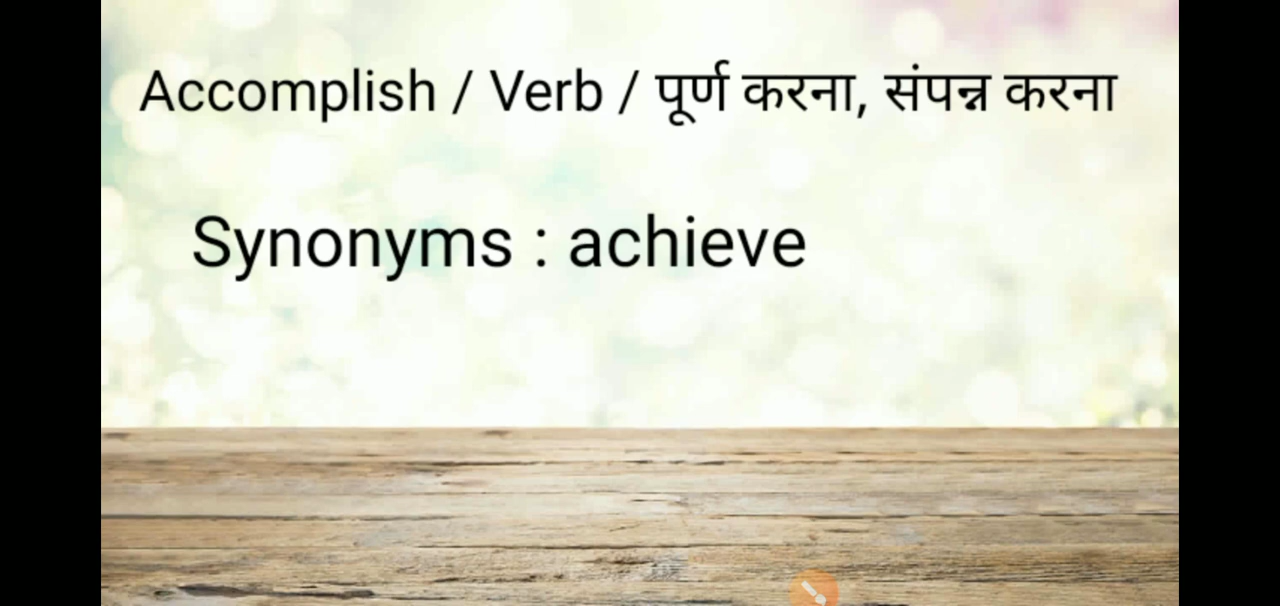 Accomplish / Verb / पूर्ण करना, संपन्न करना
Synonyms : achieve